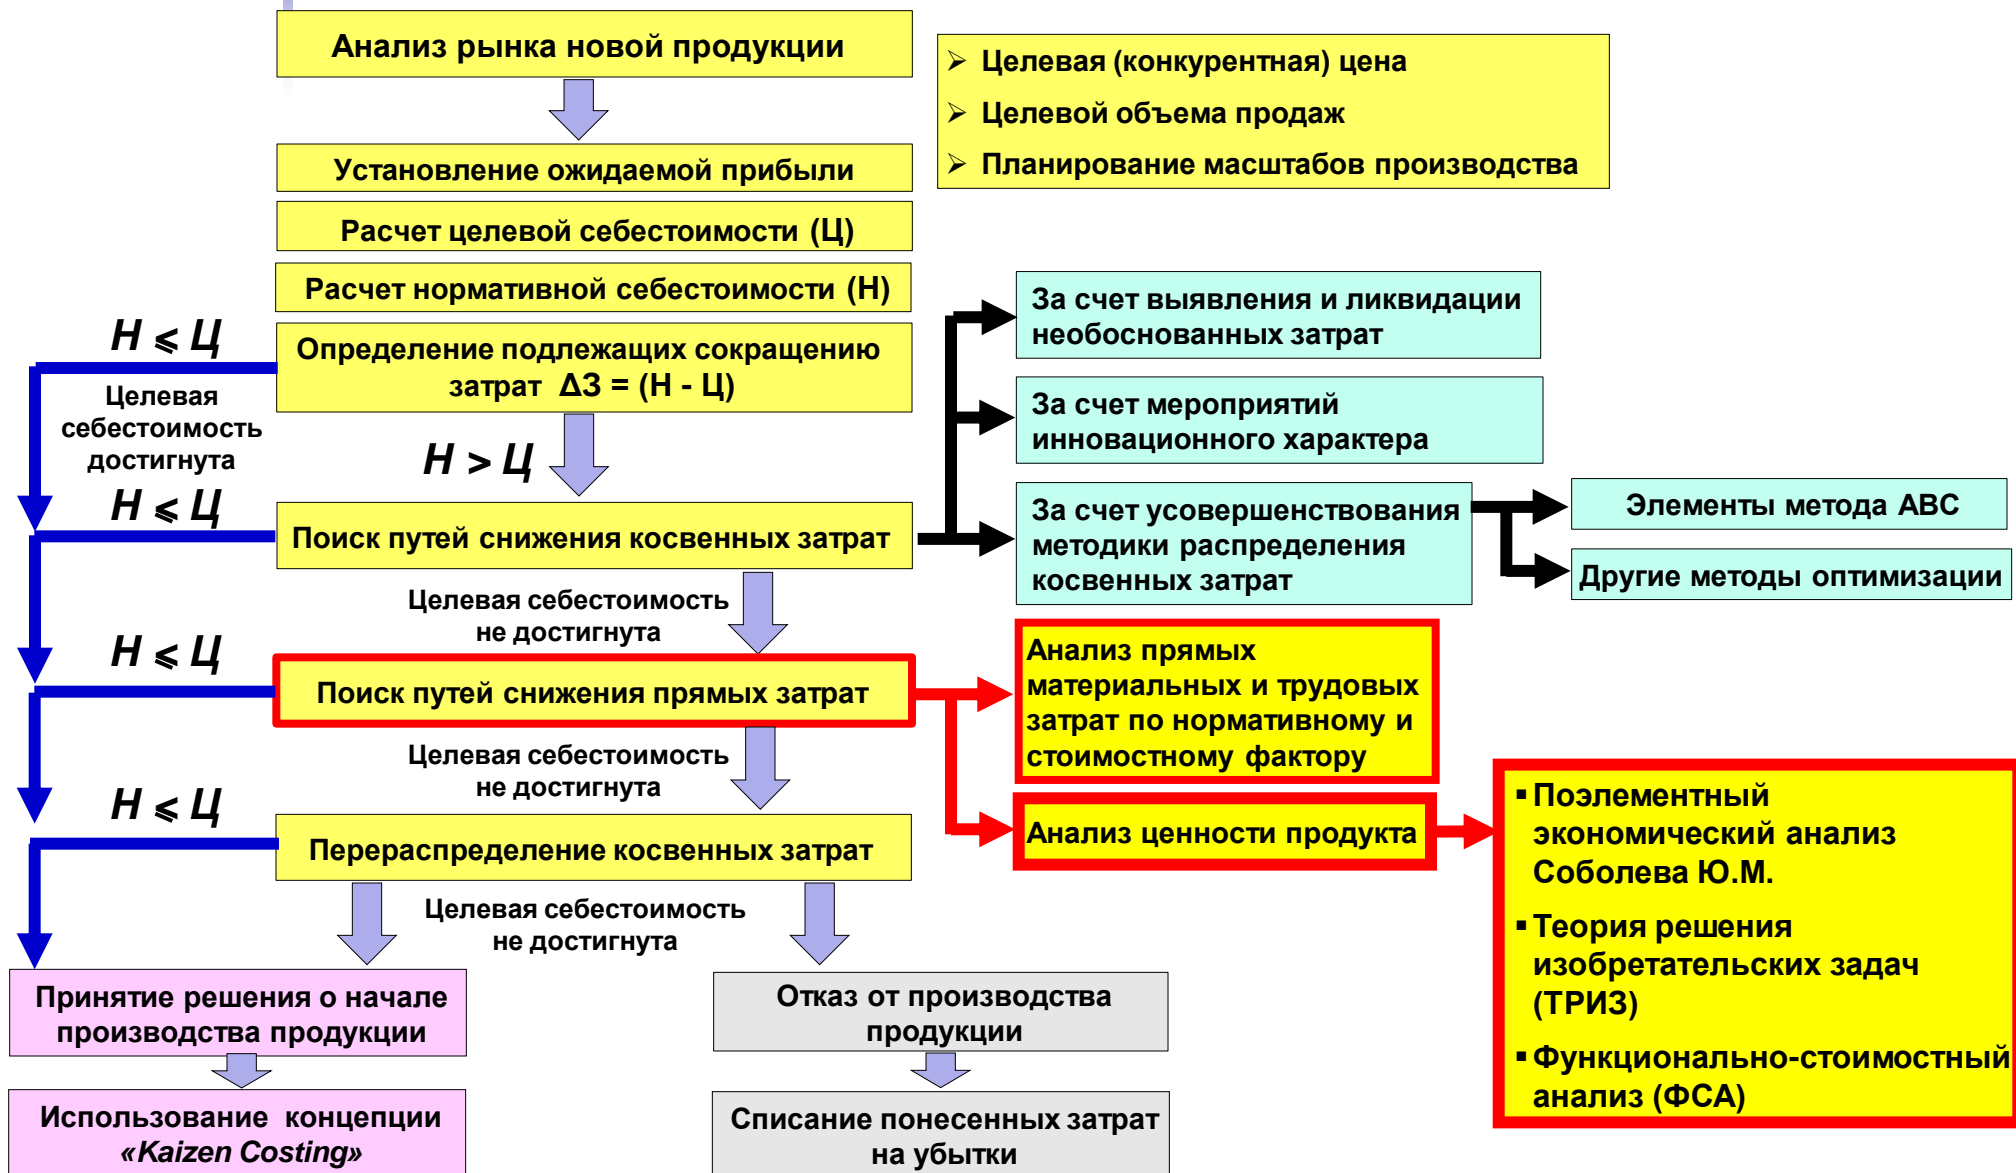 Анализ рынка новой продукции
➢ Целевая (конкурентная) цена
➢ Целевой объема продаж
➢ Планирование масштабов производства
Установление ожидаемой прибыли
Расчет целевой себестоимости (Ц)
Расчет нормативной себестоимости (Н)
Н ⩽ Ц
Определение подлежащих сокращению
затрат ΔЗ = (Н - Ц)
Целевая
себестоимость
достигнута
Н > Ц
За счет выявления и ликвидации
необоснованных затрат
За счет мероприятий
инновационного характера
Н ⩽ Ц
Поиск путей снижения косвенных затрат
За счет усовершенствования
методики распределения
косвенных затрат
Элементы метода АВС
Другие методы оптимизации
Целевая себестоимость
не достигнута
Н ⩽ Ц
Поиск путей снижения прямых затрат
Анализ прямых
материальных и трудовых
затрат по нормативному и
стоимостному фактору
Целевая себестоимость
не достигнута
Н ⩽ Ц
Перераспределение косвенных затрат
Анализ ценности продукта
▪ Поэлементный
экономический анализ
Соболева Ю.М.
▪ Теория решения
изобретательских задач
(ТРИЗ)
▪ Функционально-стоимостный
анализ (ФСА)
Целевая себестоимость
не достигнута
Принятие решения о начале
производства продукции
Отказ от производства
продукции
Использование концепции
«Kaizen Costing»
Списание понесенных затрат
на убытки